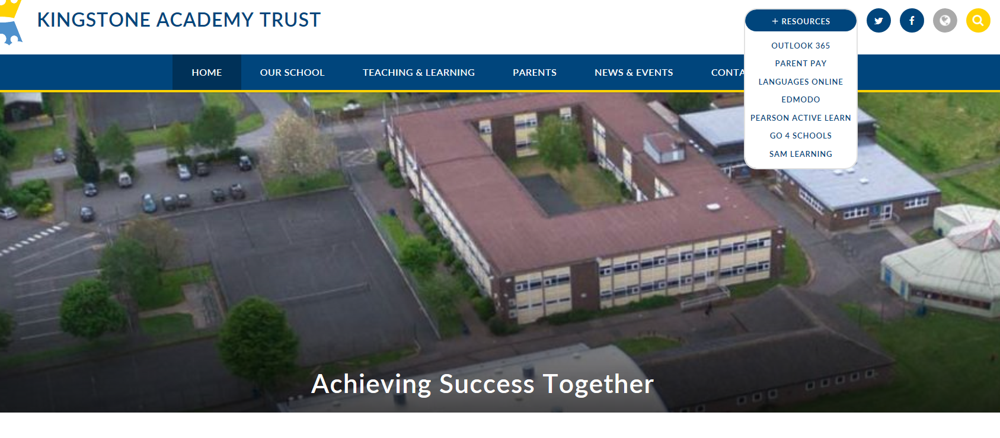 KINGSTONE ACADEMY TRUST
+ RESOURCES
OUTLOOK 365
PARENT PAY
LANGUAGES ONLINE
EDMODO
PEARSON ACTIVE LEARN
GO 4 SCHOOLS
SAM LEARNING
HOME
OUR SCHOOL
TEACHING & LEARNING
PARENTS
NEWS & EVENTS
CONTA
Achieving Success Together